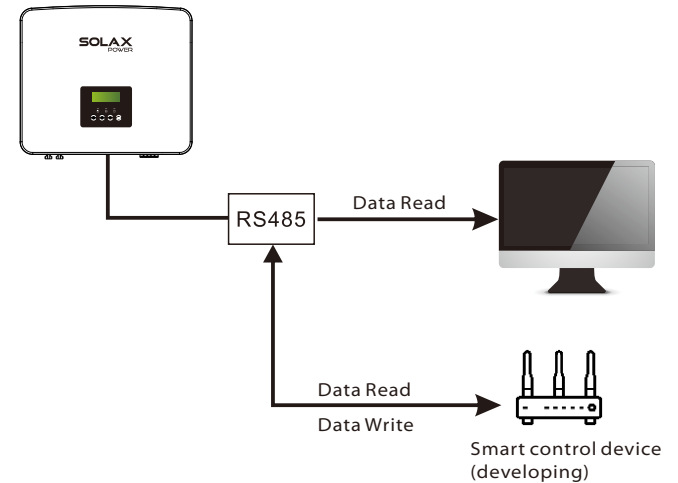 SOLAX
POWER
RS485
Data Read
Data Read
Data Write
Smart control device
(developing)